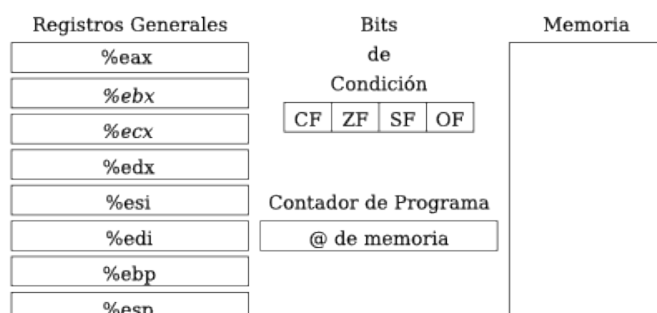 Registros Generales
%eax
%ebx
%ecx
%edx
%esi
%edi
%ebp
%esp
Bits
de
Condición
CF ZF SF OF
Contador de Programa
@ de memoria
Memoria